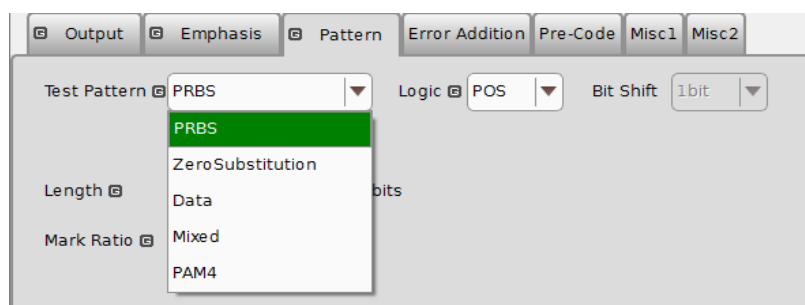 G Output G Emphasis G Pattern Error Addition Pre-Code Misc1 Misc2
Test Pattern G PRBS Logic G POS Bit Shift 1bit
PRBS
ZeroSubstitution
Length G bits
Data
Mark Ratio G Mixed
PAM4